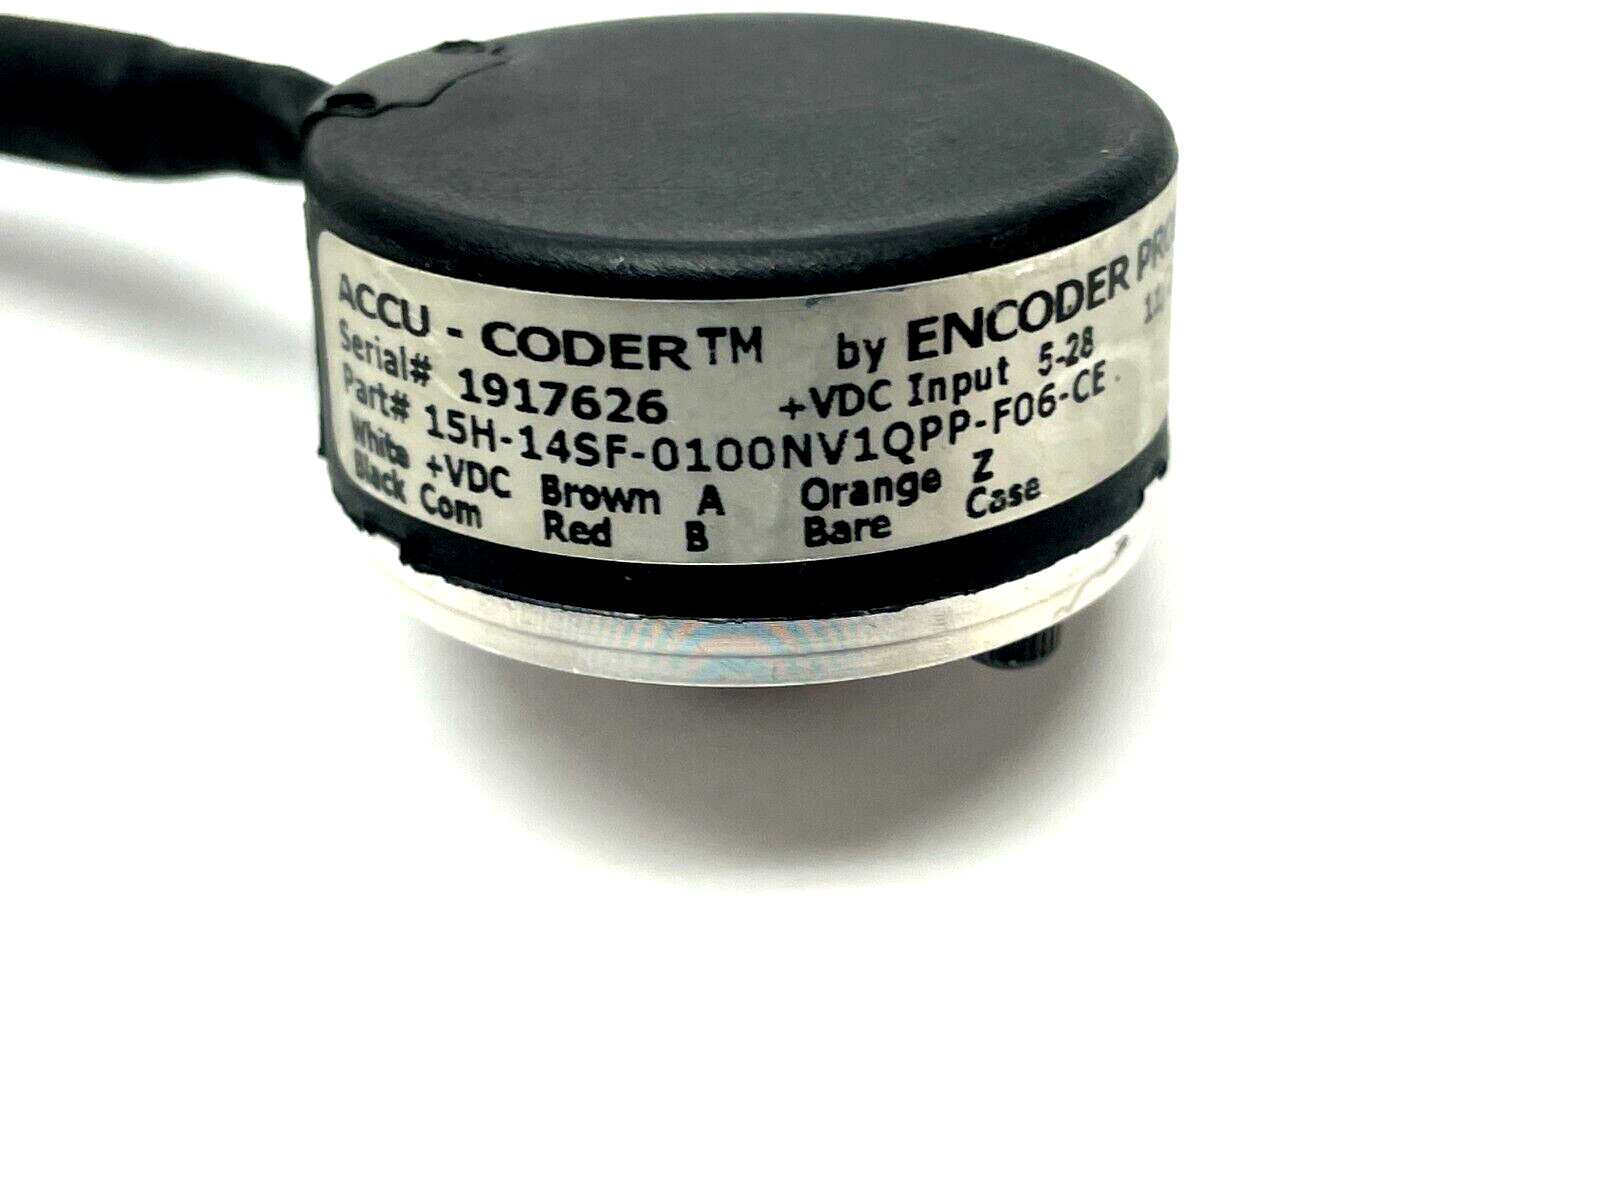 ACCU - CODER™ by ENCODER
Serial# 1917626 +VDC Input 5-28
Part# 15H-14SF-0100NV1QPP-F06-CE
White +VDC Brown A Orange Z
Black Com Red B Bare Case